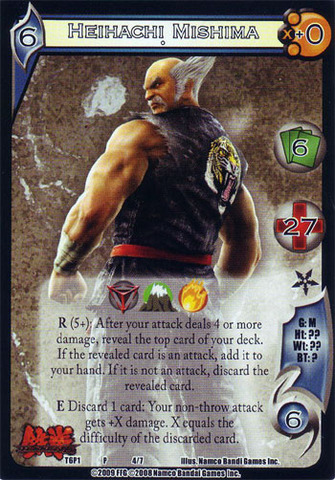 6
HEIHACHI MISHIMA
X +0
6
27
G: M
Ht: ??
Wt: ??
BT: ?
R (5+): After your attack deals 4 or more
damage, reveal the top card of your deck.
If the revealed card is an attack, add it to
your hand. If it is not an attack, discard the
revealed card.
E Discard 1 card: Your non-throw attack
gets +X damage. X equals the
difficulty of the discarded card.
6
T6P1 P 4/7 Illus. Namco Bandi Games Inc.
©2009 FFG ©2008 Namco Bandai Games Inc.